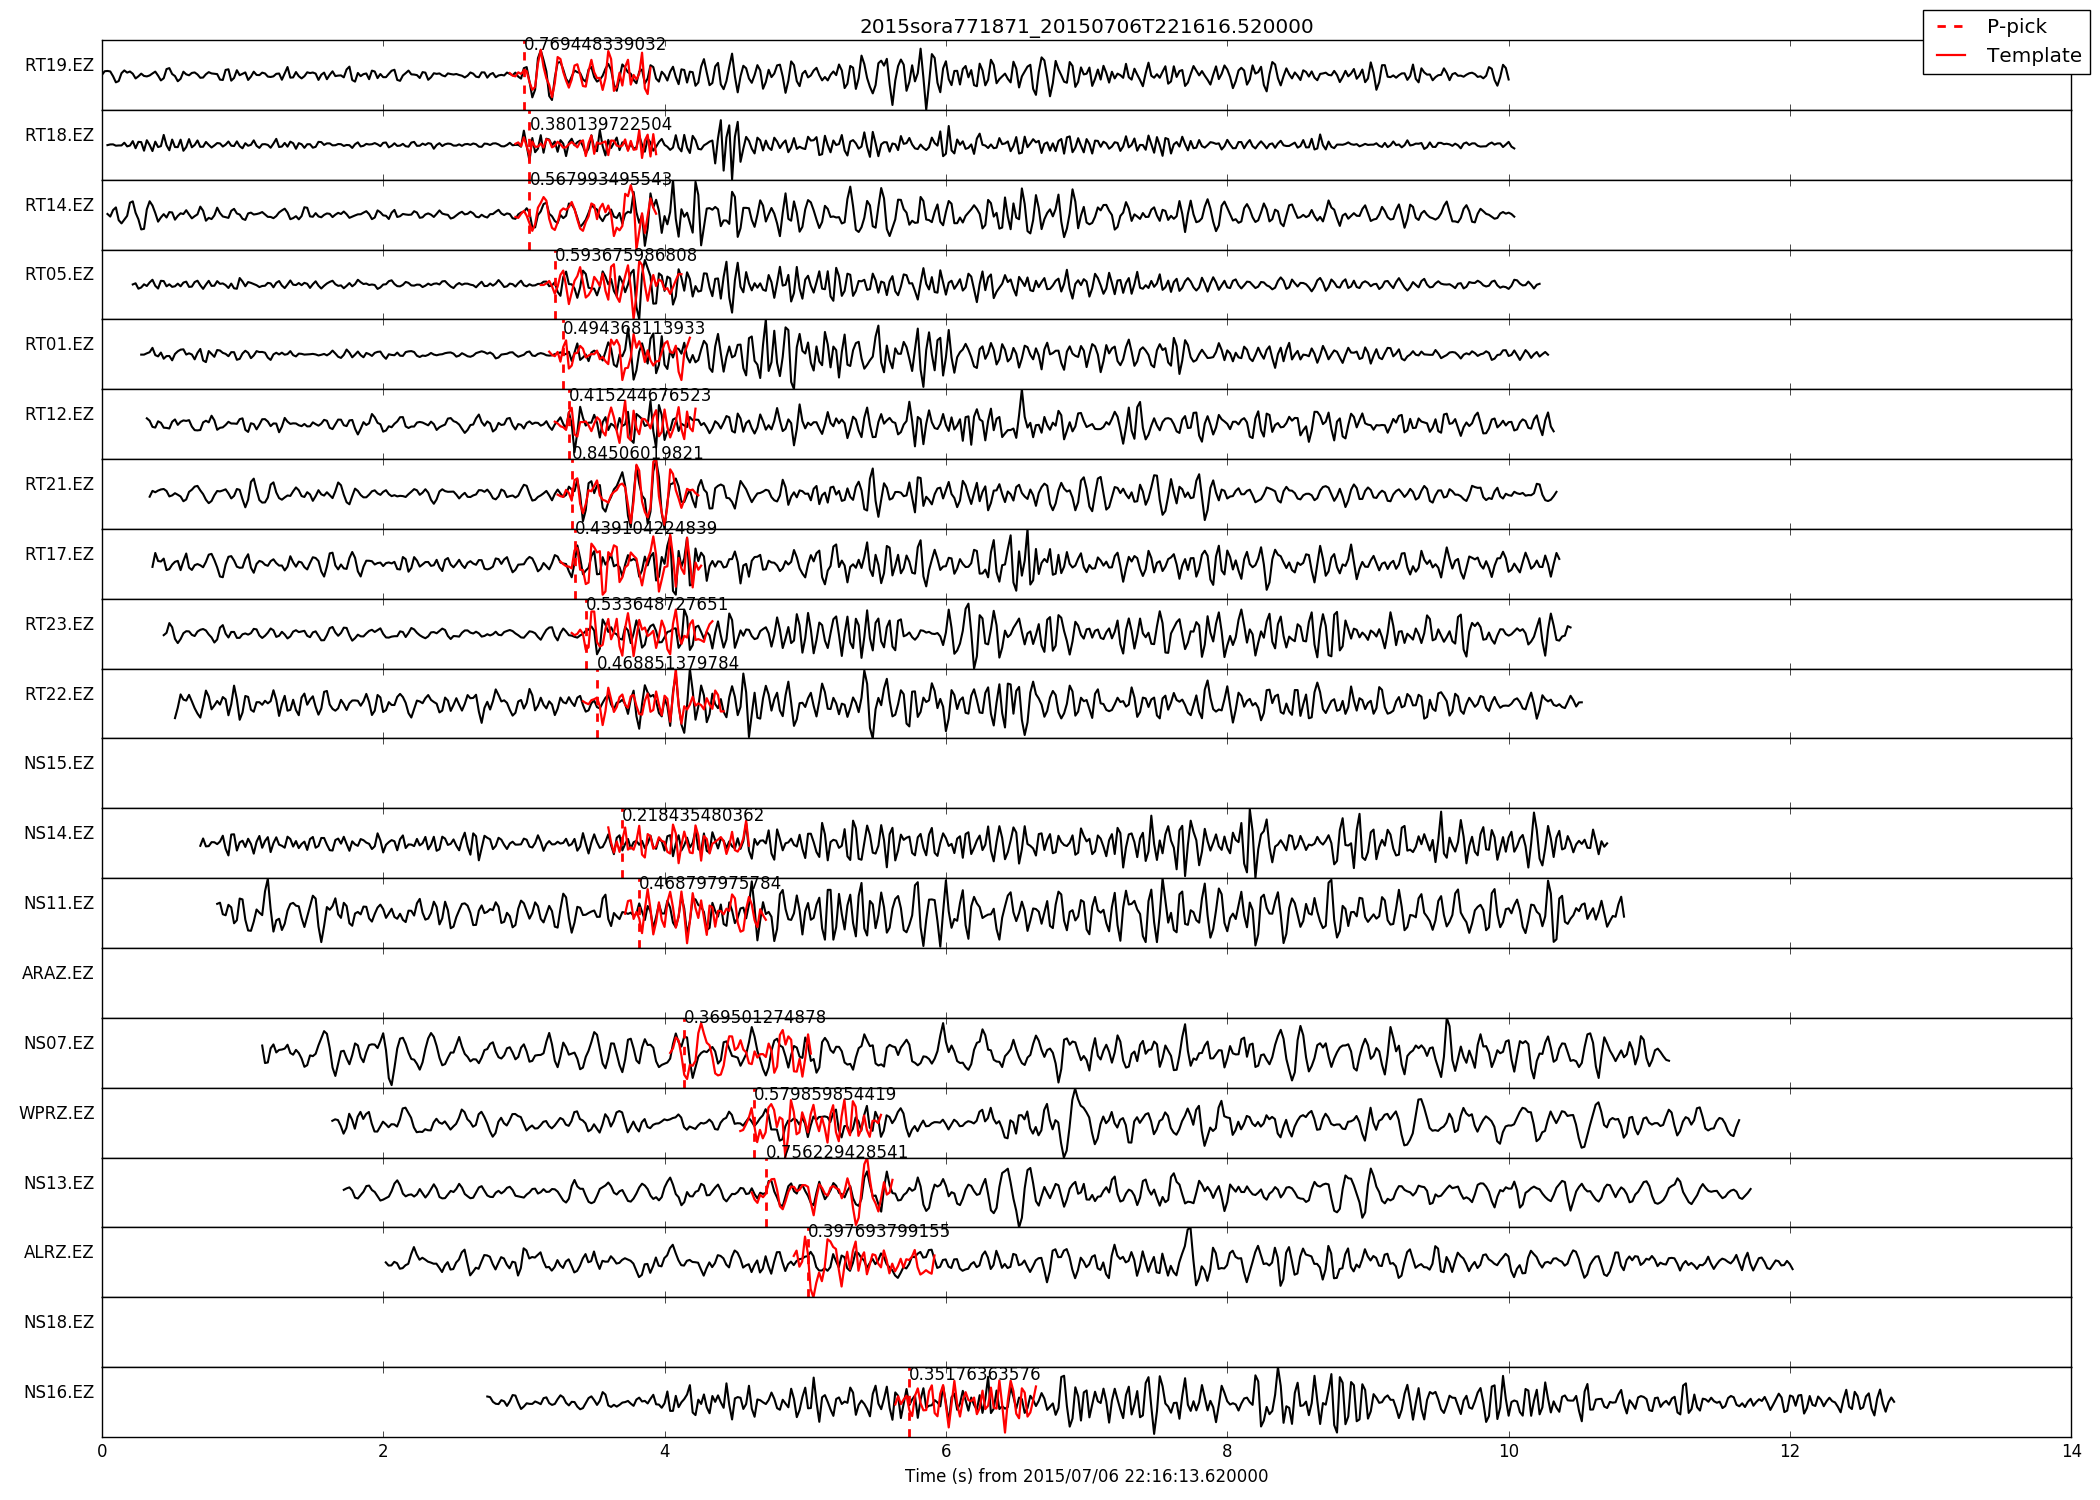 2015sora771871_20150706T221616.520000
P-pick
Template
RT19.EZ
0.769448339032
RT18.EZ
0.380139722504
RT14.EZ
0.567993495543
RT05.EZ
0.593675986808
RT01.EZ
0.494368113933
RT12.EZ
0.415244676523
RT21.EZ
0.84506019821
RT17.EZ
0.439104224839
RT23.EZ
0.533648727651
RT22.EZ
0.468851379784
NS15.EZ
NS14.EZ
0.218435480362
NS11.EZ
0.468797975784
ARAZ.EZ
NS07.EZ
0.369501274878
WPRZ.EZ
0.579859854419
NS13.EZ
0.756229428541
ALRZ.EZ
0.397693799155
NS18.EZ
NS16.EZ
0.35176363576
0 2 4 6 8 10 12 14
Time (s) from 2015/07/06 22:16:13.620000